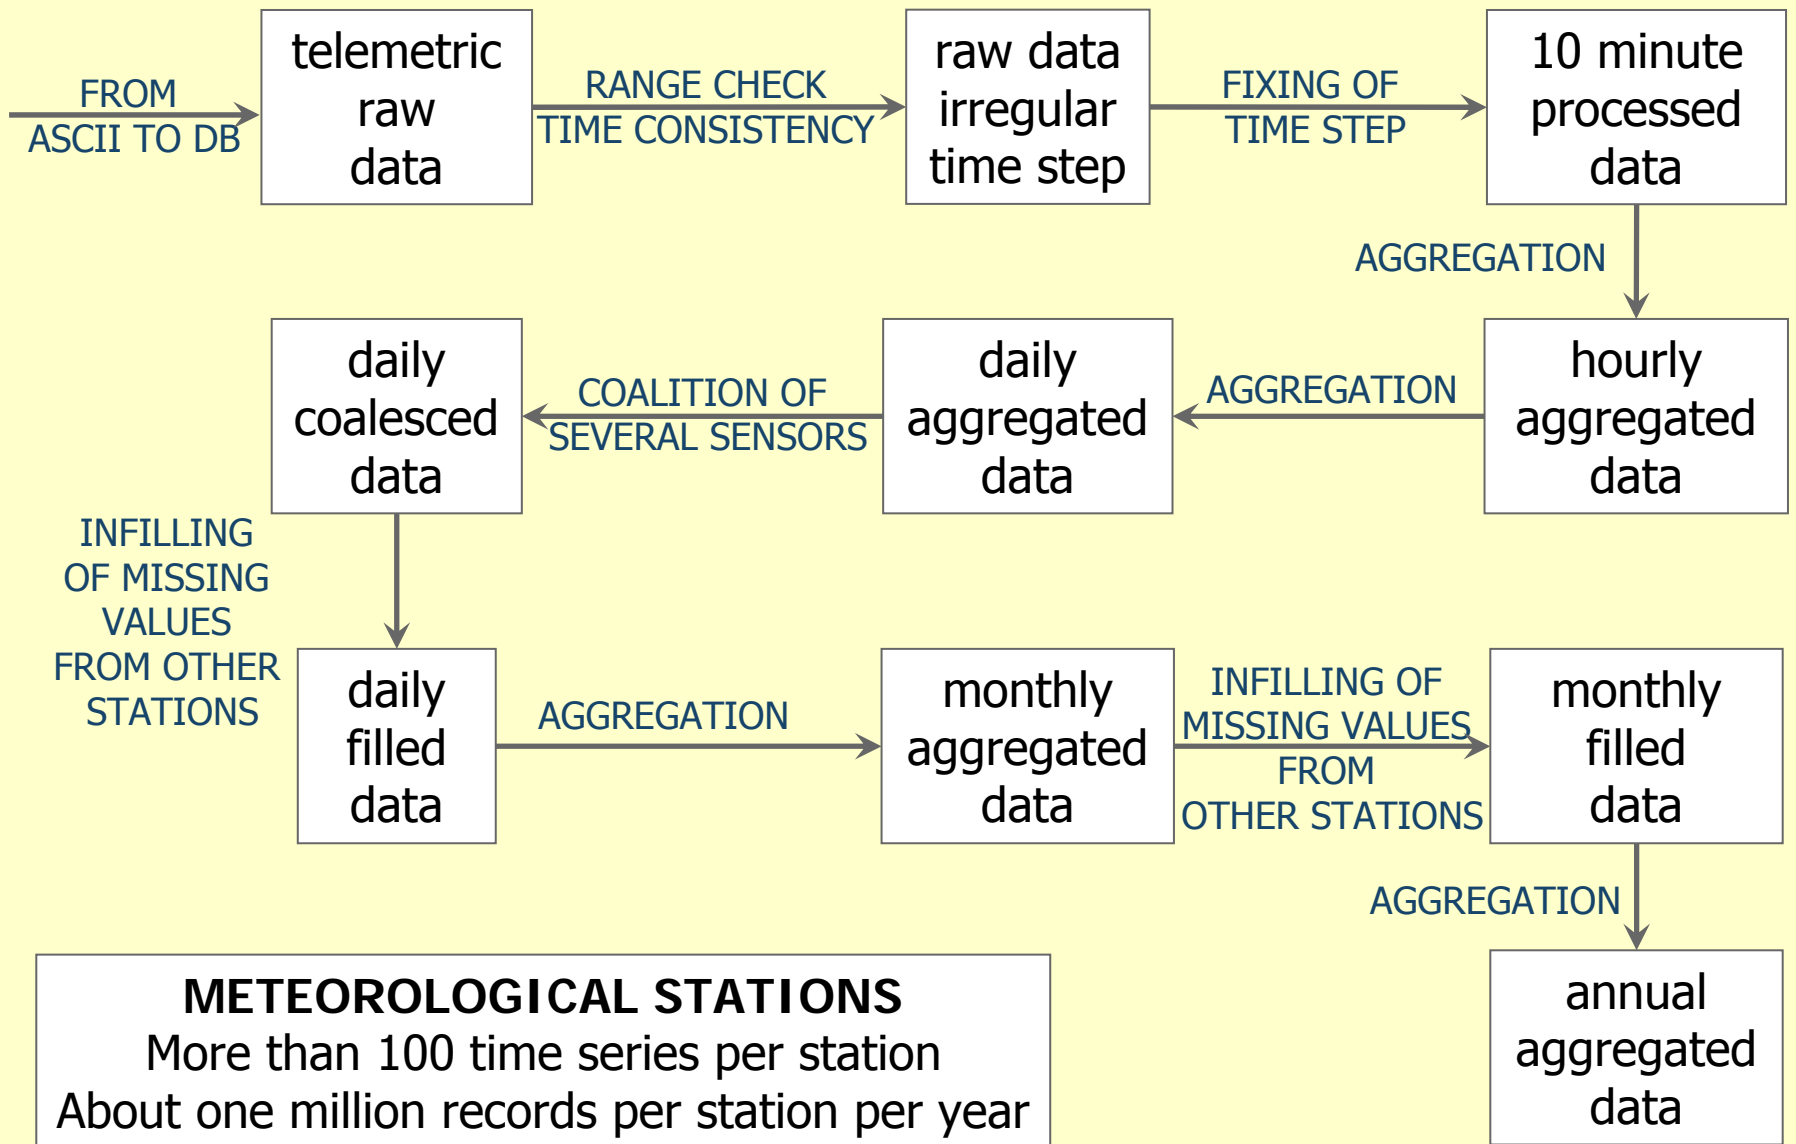 FROM
ASCII TO DB
telemetric
raw
data
RANGE CHECK
TIME CONSISTENCY
raw data
irregular
time step
FIXING OF
TIME STEP
10 minute
processed
data
AGGREGATION
hourly
aggregated
data
AGGREGATION
daily
aggregated
data
COALITION OF
SEVERAL SENSORS
daily
coalesced
data
INFILLING
OF MISSING
VALUES
FROM OTHER
STATIONS
daily
filled
data
AGGREGATION
monthly
aggregated
data
INFILLING OF
MISSING VALUES
FROM
OTHER STATIONS
monthly
filled
data
AGGREGATION
annual
aggregated
data
METEOROLOGICAL STATIONS
More than 100 time series per station
About one million records per station per year